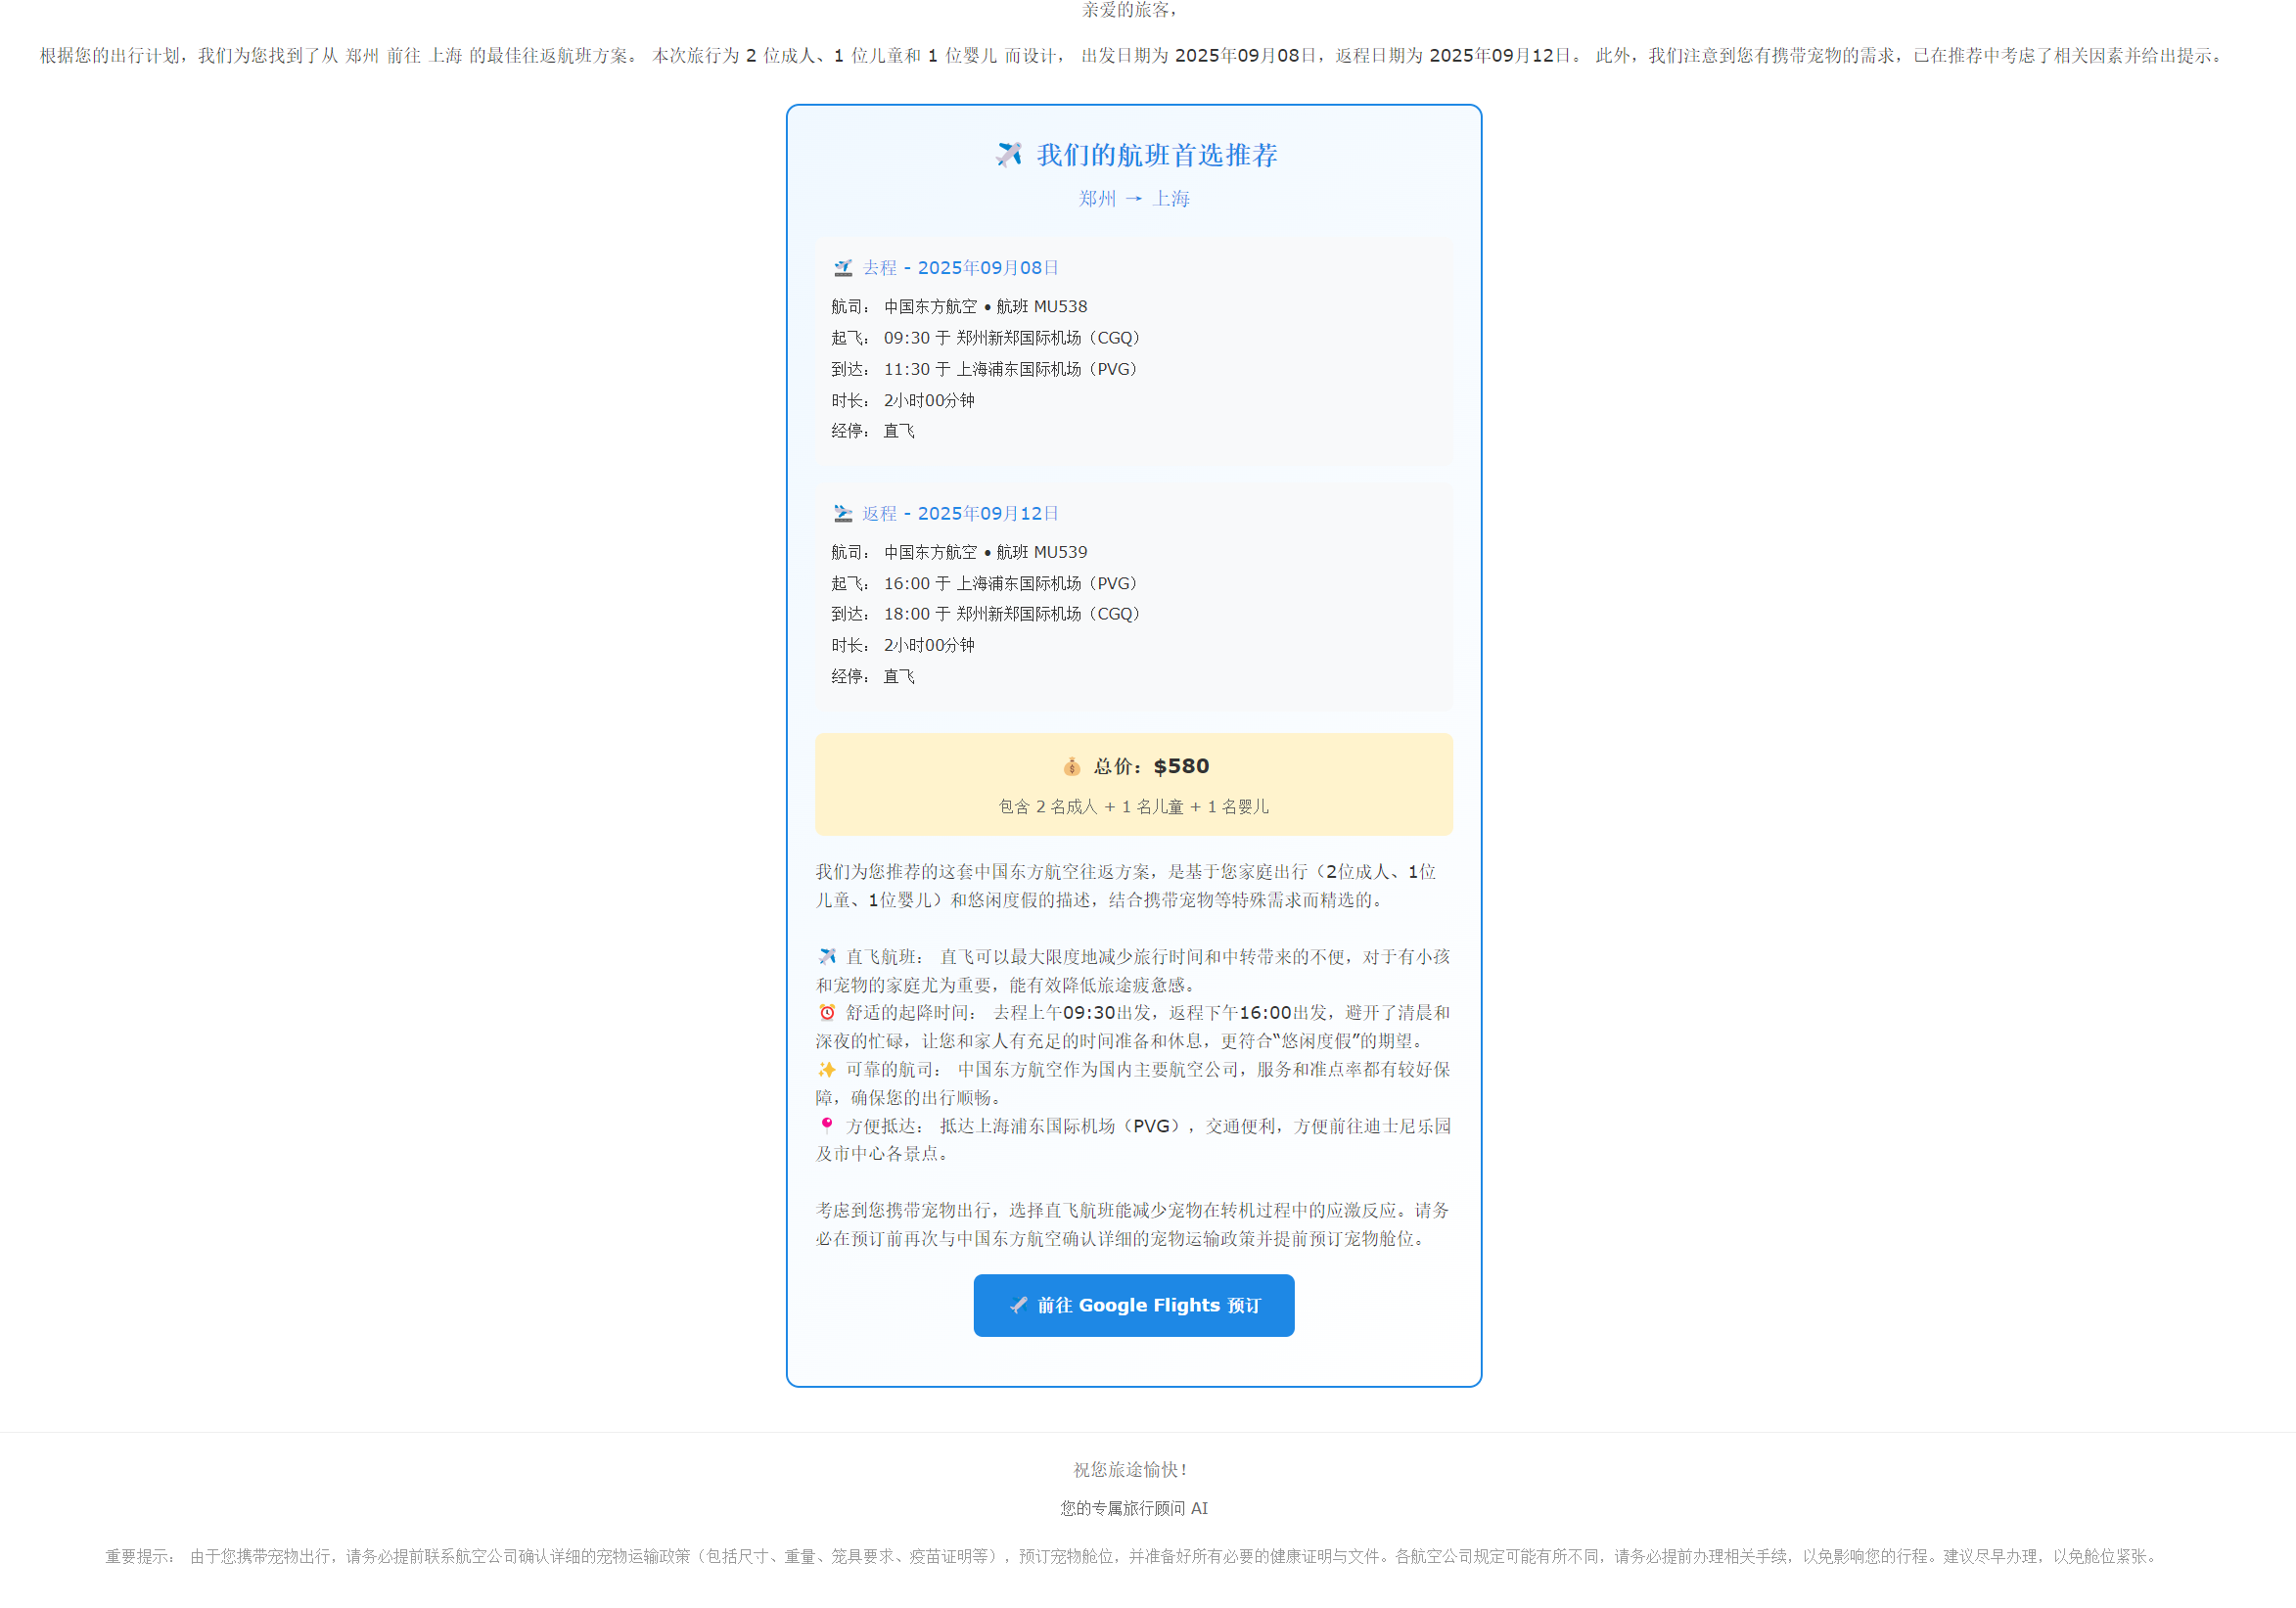 亲爱的旅客，
根据您的出行计划，我们为您找到了从 郑州 前往 上海 的最佳往返航班方案。 本次旅行为 2 位成人、1 位儿童和 1 位婴儿 而设计， 出发日期为 2025年09月08日，返程日期为 2025年09月12日。 此外，我们注意到您有携带宠物的需求，已在推荐中考虑了相关因素并给出提示。
✈️ 我们的航班首选推荐
郑州 → 上海
🛫 去程 - 2025年09月08日
航司： 中国东方航空 • 航班 MU538
起飞： 09:30 于 郑州新郑国际机场（CGQ）
到达： 11:30 于 上海浦东国际机场（PVG）
时长： 2小时00分钟
经停： 直飞
🛬 返程 - 2025年09月12日
航司： 中国东方航空 • 航班 MU539
起飞： 16:00 于 上海浦东国际机场（PVG）
到达： 18:00 于 郑州新郑国际机场（CGQ）
时长： 2小时00分钟
经停： 直飞
💰 总价：$580
包含 2 名成人 + 1 名儿童 + 1 名婴儿
我们为您推荐的这套中国东方航空往返方案，是基于您家庭出行（2位成人、1位
儿童、1位婴儿）和悠闲度假的描述，结合携带宠物等特殊需求而精选的。
✈️ 直飞航班： 直飞可以最大限度地减少旅行时间和中转带来的不便，对于有小孩
和宠物的家庭尤为重要，能有效降低旅途疲惫感。
⏰ 舒适的起降时间： 去程上午09:30出发，返程下午16:00出发，避开了清晨和
深夜的忙碌，让您和家人有充足的时间准备和休息，更符合“悠闲度假”的期望。
✨ 可靠的航司： 中国东方航空作为国内主要航空公司，服务和准点率都有较好保
障，确保您的出行顺畅。
📍 方便抵达： 抵达上海浦东国际机场（PVG），交通便利，方便前往迪士尼乐园
及市中心各景点。
考虑到您携带宠物出行，选择直飞航班能减少宠物在转机过程中的应激反应。请务
必在预订前再次与中国东方航空确认详细的宠物运输政策并提前预订宠物舱位。
✈️ 前往 Google Flights 预订
祝您旅途愉快！
您的专属旅行顾问 AI
重要提示： 由于您携带宠物出行，请务必提前联系航空公司确认详细的宠物运输政策（包括尺寸、重量、笼具要求、疫苗证明等），预订宠物舱位，并准备好所有必要的健康证明与文件。各航空公司规定可能有所不同，请务必提前办理相关手续，以免影响您的行程。建议尽早办理，以免舱位紧张。